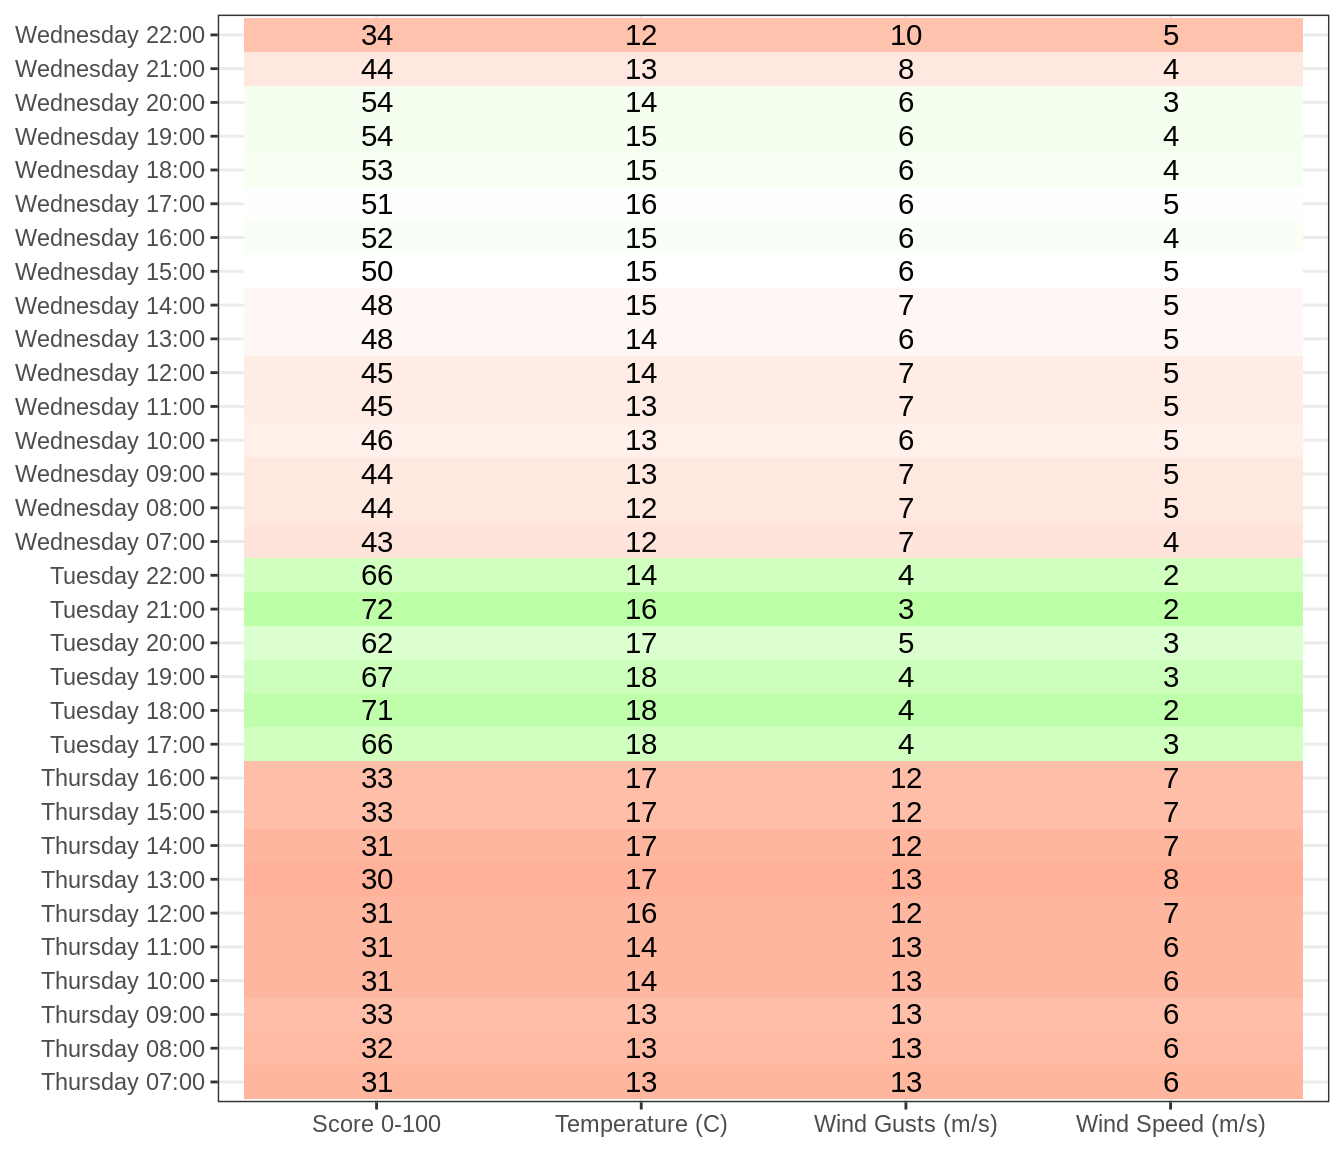 Wednesday 22:00 34 12 10 5
Wednesday 21:00 44 13 8 4
Wednesday 20:00 54 14 6 3
Wednesday 19:00 54 15 6 4
Wednesday 18:00 53 15 6 4
Wednesday 17:00 51 16 6 5
Wednesday 16:00 52 15 6 4
Wednesday 15:00 50 15 6 5
Wednesday 14:00 48 15 7 5
Wednesday 13:00 48 14 6 5
Wednesday 12:00 45 14 7 5
Wednesday 11:00 45 13 7 5
Wednesday 10:00 46 13 6 5
Wednesday 09:00 44 13 7 5
Wednesday 08:00 44 12 7 5
Wednesday 07:00 43 12 7 4
Tuesday 22:00 66 14 4 2
Tuesday 21:00 72 16 3 2
Tuesday 20:00 62 17 5 3
Tuesday 19:00 67 18 4 3
Tuesday 18:00 71 18 4 2
Tuesday 17:00 66 18 4 3
Thursday 16:00 33 17 12 7
Thursday 15:00 33 17 12 7
Thursday 14:00 31 17 12 7
Thursday 13:00 30 17 13 8
Thursday 12:00 31 16 12 7
Thursday 11:00 31 14 13 6
Thursday 10:00 31 14 13 6
Thursday 09:00 33 13 13 6
Thursday 08:00 32 13 13 6
Thursday 07:00 31 13 13 6
Score 0-100 Temperature (C) Wind Gusts (m/s) Wind Speed (m/s)